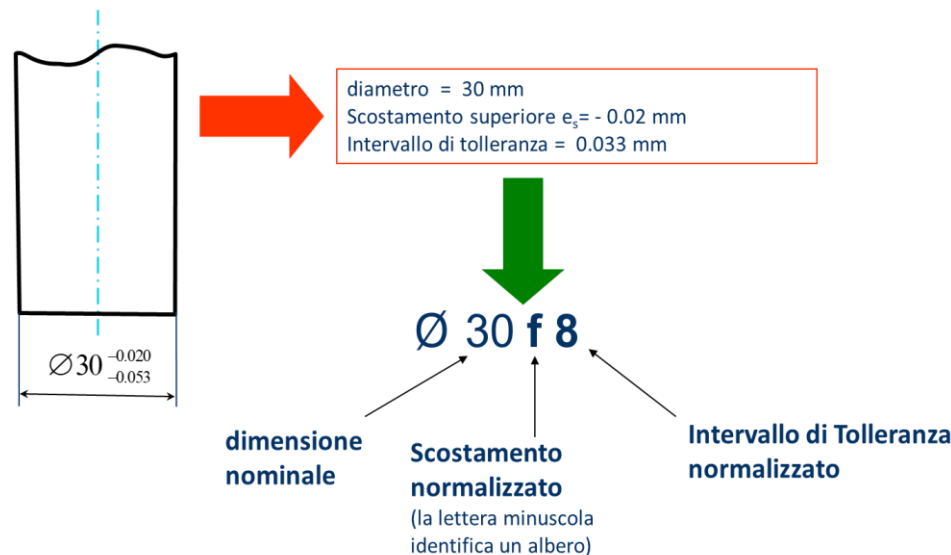 diametro = 30 mm
Scostamento superiore es= - 0.02 mm
Intervallo di tolleranza = 0.033 mm
Ø 30 f 8
Ø30 -0.020
-0.053
dimensione
nominale
Scostamento
normalizzato
(la lettera minuscola
identifica un albero)
Intervallo di Tolleranza
normalizzato